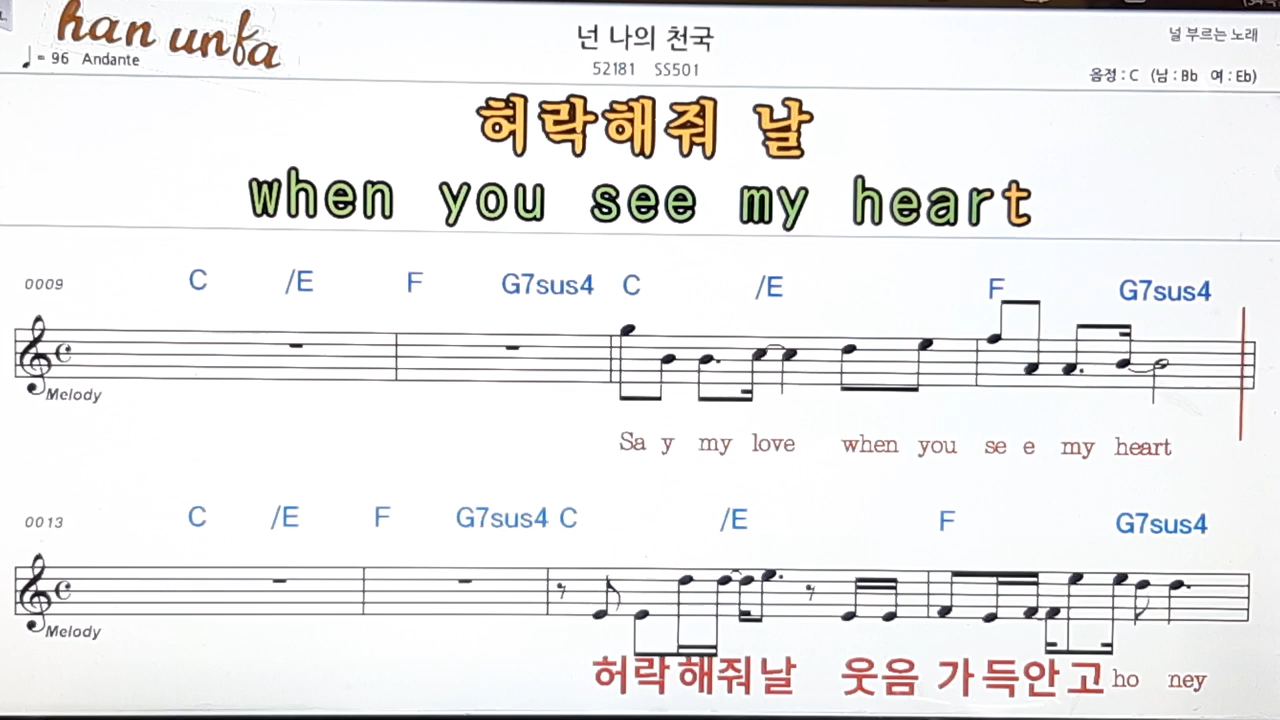 han unfa
♩= 96 Andante
넌 나의 천국
52181 SS501
널 부르는 노래
음정 : C (남 : Bb 여 : Eb)
허락해줘 날
when you see my heart
0009
C /E F G7sus4 C /E F G7sus4
Melody
Sa y my love when you se e my heart
0013
C /E F G7sus4 C /E F G7sus4
Melody
허락해줘날 웃음 가득안고 ho ney